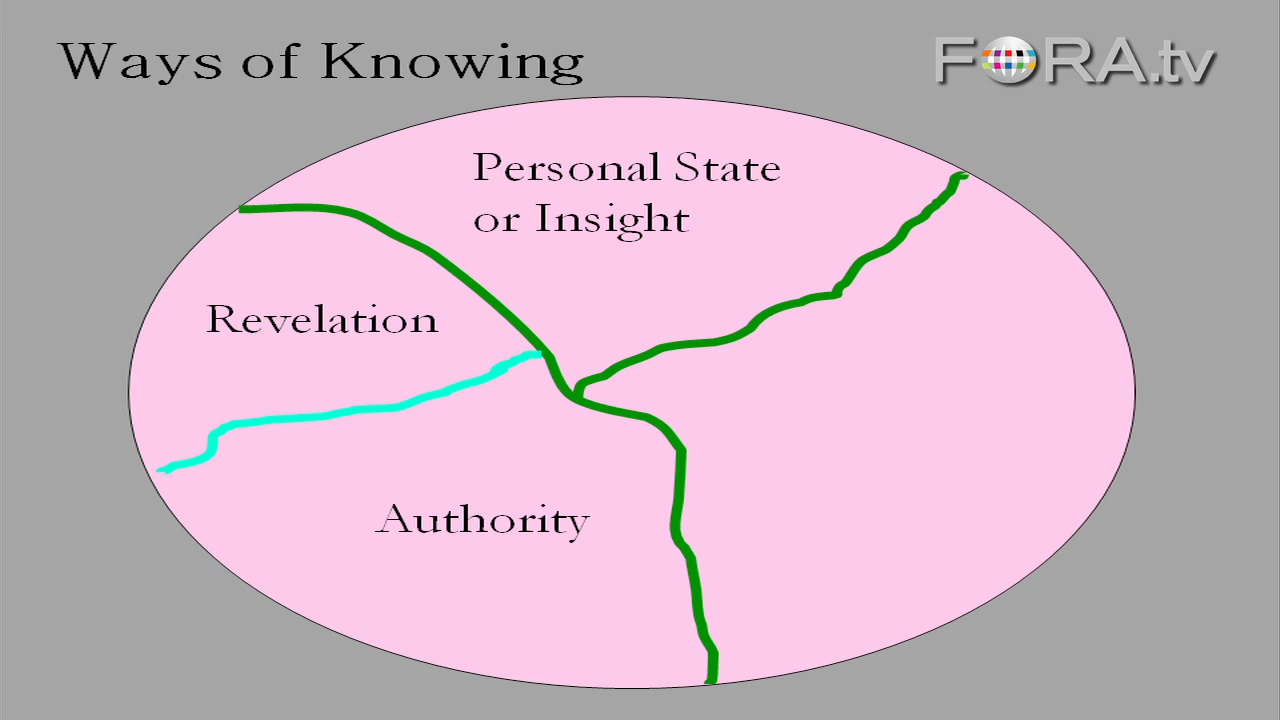 Ways of Knowing
FORA.tv
Personal State
or Insight
Revelation
Authority